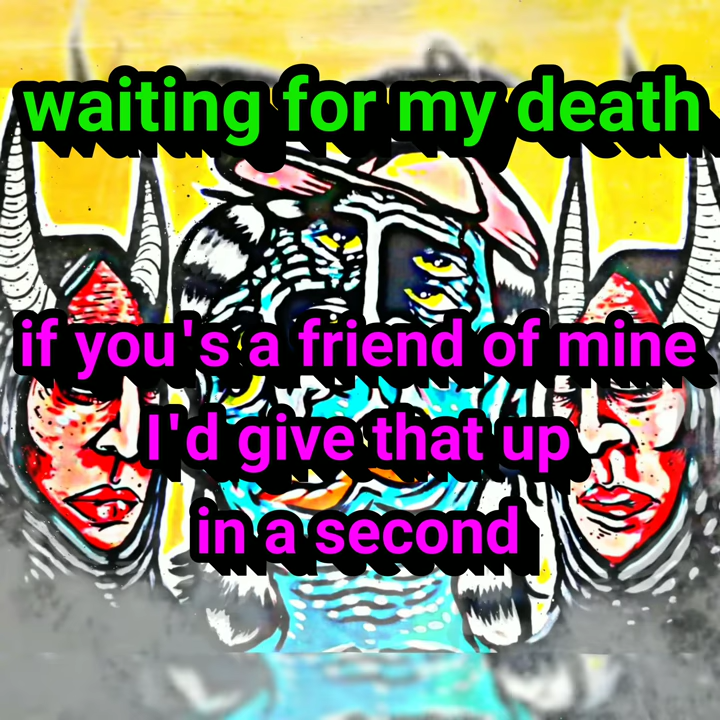 waiting for my death
if you's a friend of mine
I'd give that up
in a second